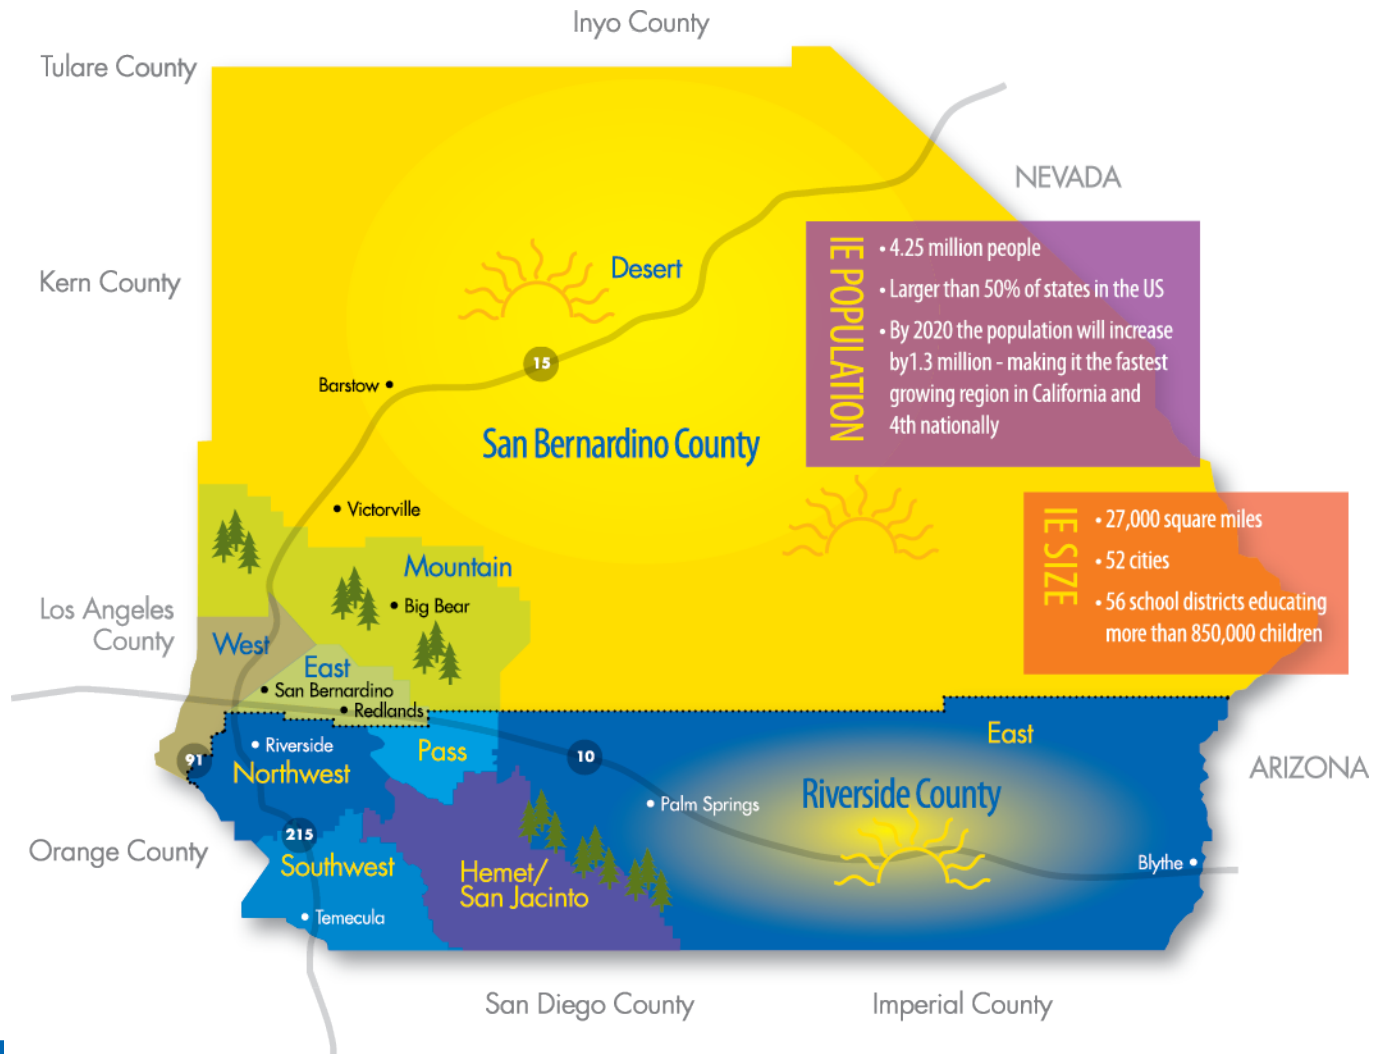 Inyo County
Tulare County
NEVADA
IE POPULATION
• 4.25 million people
• Larger than 50% of states in the US
• By 2020 the population will increase
by1.3 million - making it the fastest
growing region in California and
4th nationally
Desert
Kern County
15
Barstow
San Bernardino County
Victorville
IE SIZE
• 27,000 square miles
• 52 cities
• 56 school districts educating
more than 850,000 children
Mountain
Big Bear
Los Angeles
County
West
East
San Bernardino
Redlands
East
Riverside
Pass
91
Northwest
10
ARIZONA
Palm Springs
Riverside County
215
Orange County
Southwest
Hemet/
San Jacinto
Blythe
Temecula
San Diego County
Imperial County